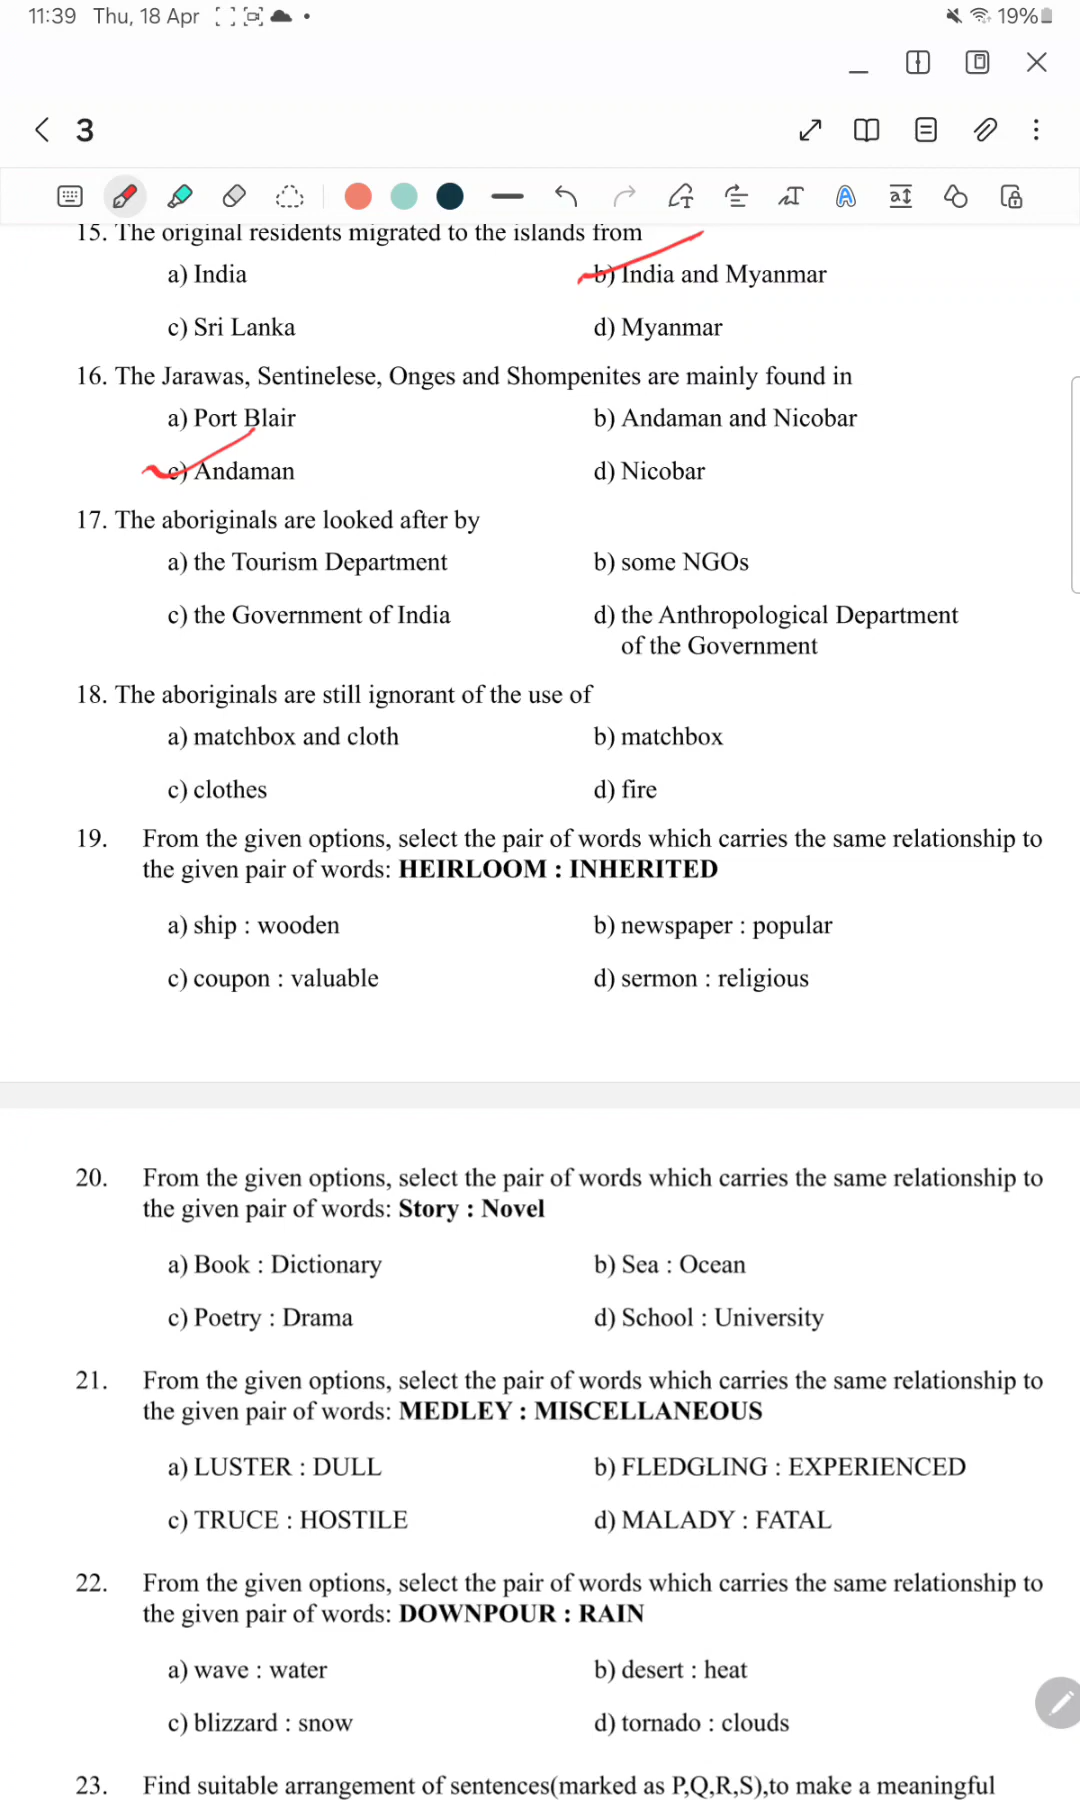 11:39 Thu, 18 Apr
19%
3
15. The original residents migrated to the islands from
a) India
b) India and Myanmar
c) Sri Lanka
d) Myanmar
16. The Jarawas, Sentinelese, Onges and Shompenites are mainly found in
a) Port Blair
b) Andaman and Nicobar
c) Andaman
d) Nicobar
17. The aboriginals are looked after by
a) the Tourism Department
b) some NGOs
c) the Government of India
d) the Anthropological Department
of the Government
18. The aboriginals are still ignorant of the use of
a) matchbox and cloth
b) matchbox
c) clothes
d) fire
19. From the given options, select the pair of words which carries the same relationship to
the given pair of words: HEIRLOOM : INHERITED
a) ship : wooden
b) newspaper : popular
c) coupon : valuable
d) sermon : religious
20. From the given options, select the pair of words which carries the same relationship to
the given pair of words: Story : Novel
a) Book : Dictionary
b) Sea : Ocean
c) Poetry : Drama
d) School : University
21. From the given options, select the pair of words which carries the same relationship to
the given pair of words: MEDLEY : MISCELLANEOUS
a) LUSTER : DULL
b) FLEDGLING : EXPERIENCED
c) TRUCE : HOSTILE
d) MALADY : FATAL
22. From the given options, select the pair of words which carries the same relationship to
the given pair of words: DOWNPOUR : RAIN
a) wave : water
b) desert : heat
c) blizzard : snow
d) tornado : clouds
23. Find suitable arrangement of sentences(marked as P,Q,R,S),to make a meaningful